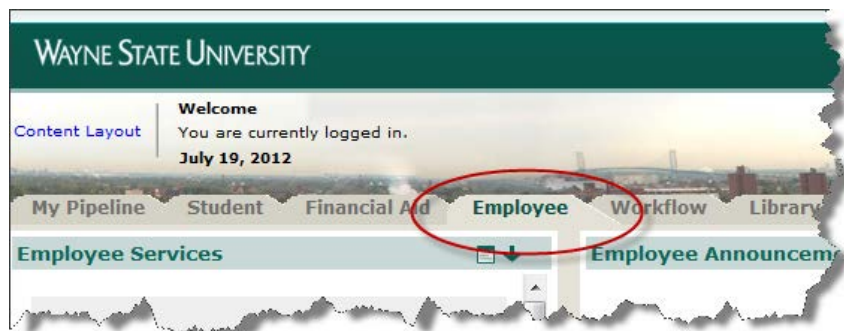 WAYNE STATE UNIVERSITY
Content Layout
Welcome
You are currently logged in.
July 19, 2012
My Pipeline Student Financial Aid Employee Workflow Library
Employee Services
Employee